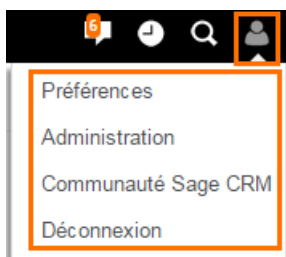 6
Préférences
Administration
Communauté Sage CRM
Déconnexion